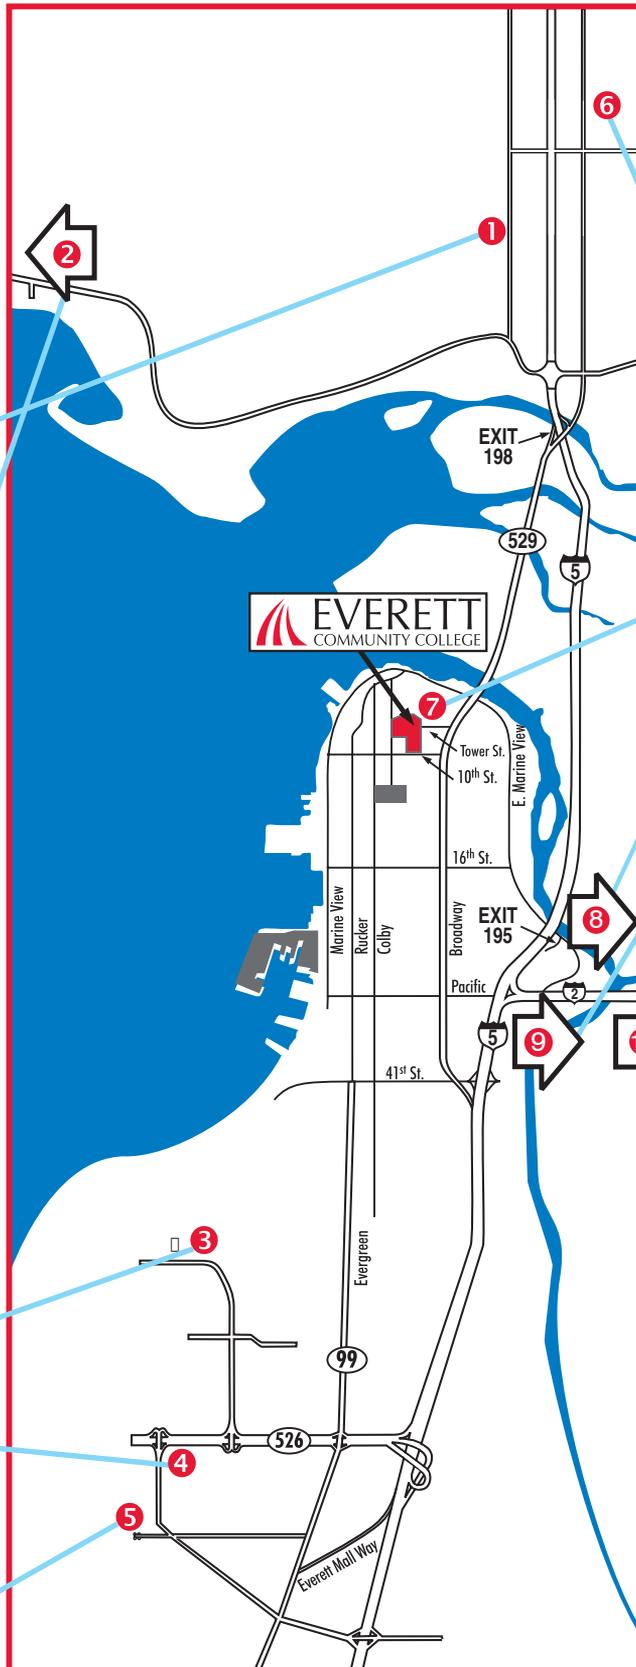 6
1
2
EXIT
198
529
5
EVERETT
COMMUNITY COLLEGE
7
Tower St.
10th St.
E. Marine View
16th St.
Marine View
Rucker
Colby
Broadway
EXIT
195
8
Pacific
2
5
9
41st St.
3
Evergreen
99
526
4
5
Everett Mall Way